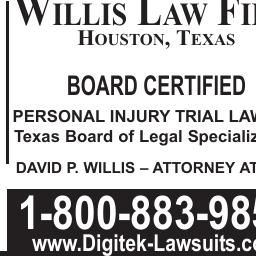 WILLIS LAW FI
HOUSTON, TEXAS
BOARD CERTIFIED
PERSONAL INJURY TRIAL LAW
Texas Board of Legal Specializ
DAVID P. WILLIS – ATTORNEY AT
1-800-883-985
www.Digitek-Lawsuits.co